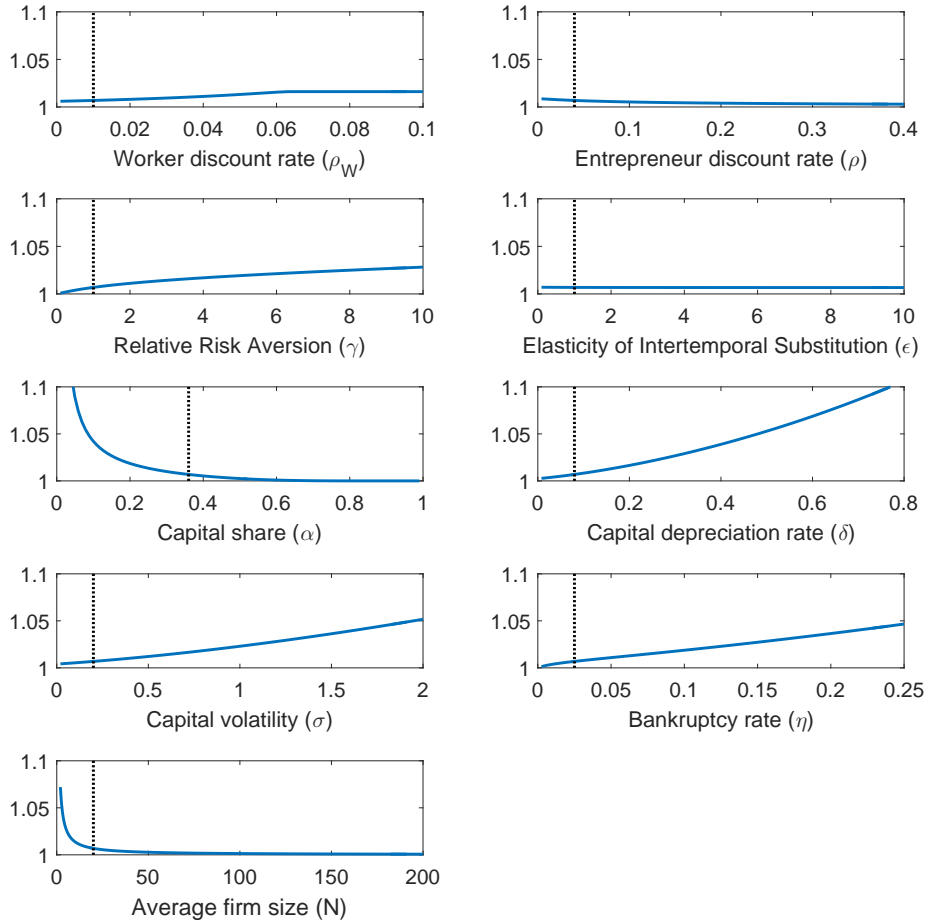 1.1
1.05
1
0 0.02 0.04 0.06 0.08 0.1
Worker discount rate (ρ_W)
1.1
1.05
1
0 0.1 0.2 0.3 0.4
Entrepreneur discount rate (ρ)
1.1
1.05
1
2 4 6 8 10
Relative Risk Aversion (γ)
1.1
1.05
1
2 4 6 8 10
Elasticity of Intertemporal Substitution (ϵ)
1.1
1.05
1
0 0.2 0.4 0.6 0.8 1
Capital share (α)
1.1
1.05
1
0.2 0.4 0.6 0.8
Capital depreciation rate (δ)
1.1
1.05
1
0 0.5 1 1.5 2
Capital volatility (σ)
1.1
1.05
1
0 0.05 0.1 0.15 0.2 0.25
Bankruptcy rate (η)
1.1
1.05
1
0 50 100 150 200
Average firm size (N)